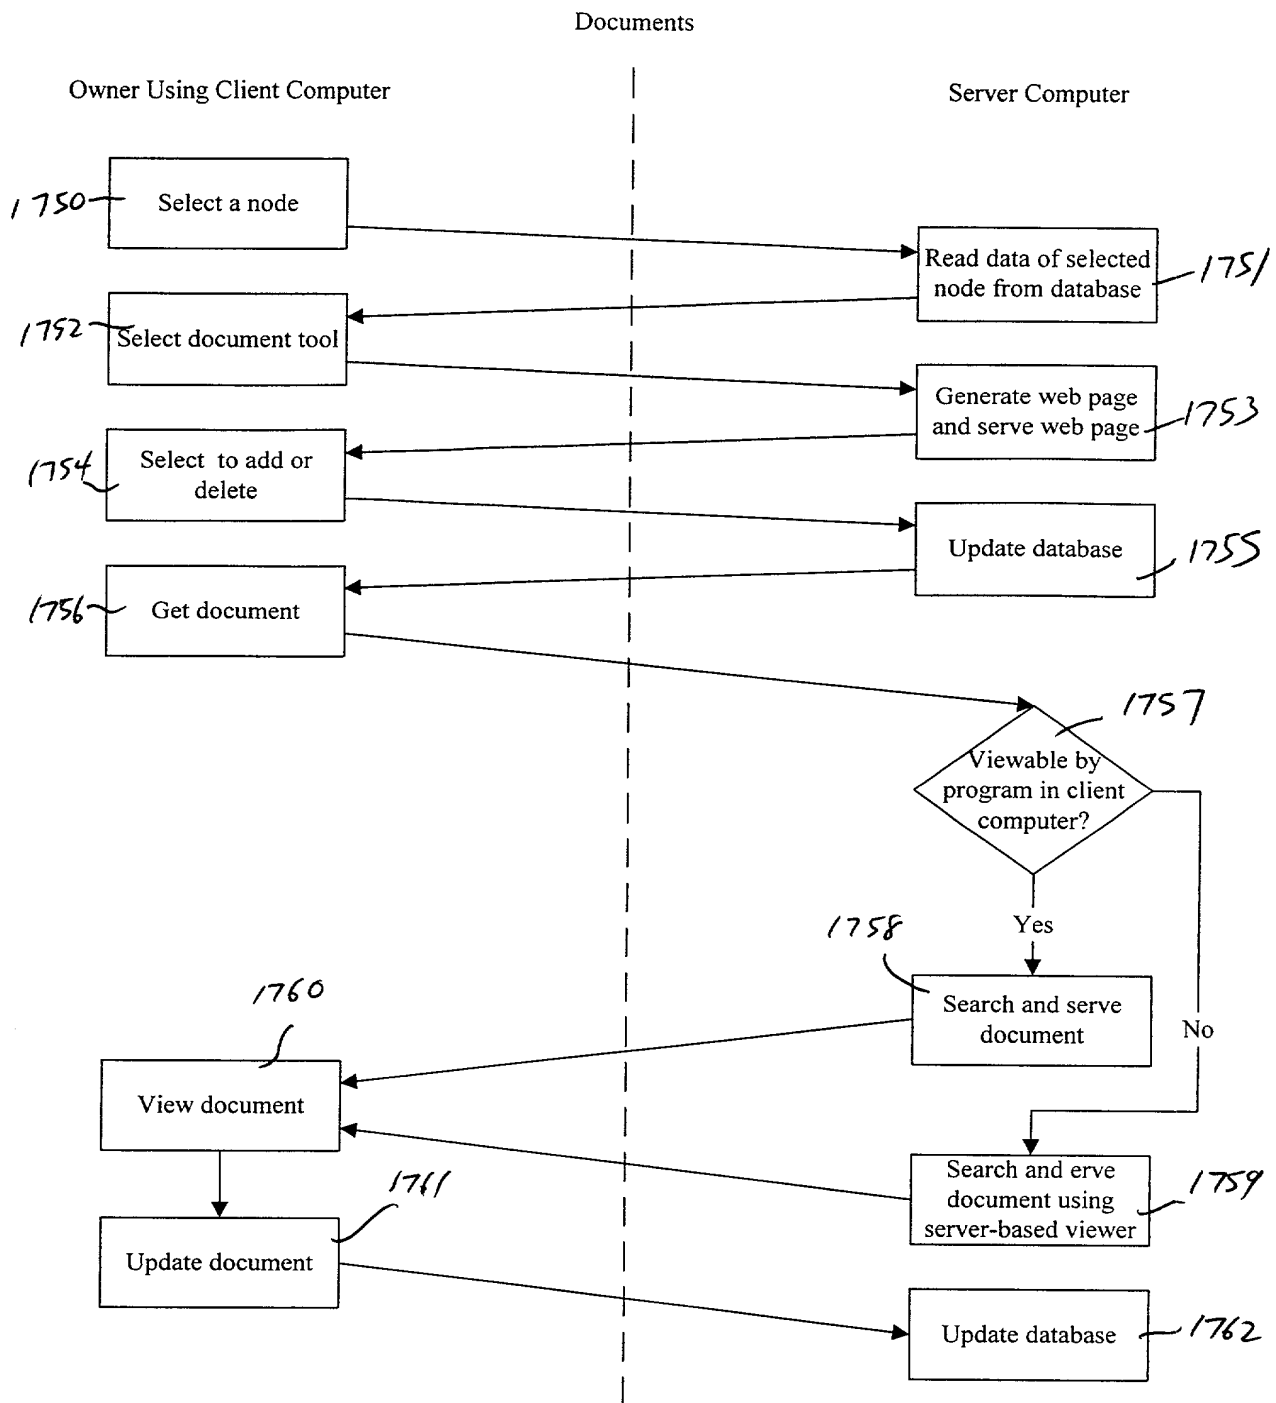 Documents
Owner Using Client Computer
Server Computer
1750
Select a node
Read data of selected
node from database
1751
1752
Select document tool
Generate web page
and serve web page
1753
1754
Select to add or
delete
Update database
1755
1756
Get document
1757
Viewable by
program in client
computer?
Yes
No
1758
Search and serve
document
1760
View document
Search and erve
document using
server-based viewer
1759
1761
Update document
Update database
1762